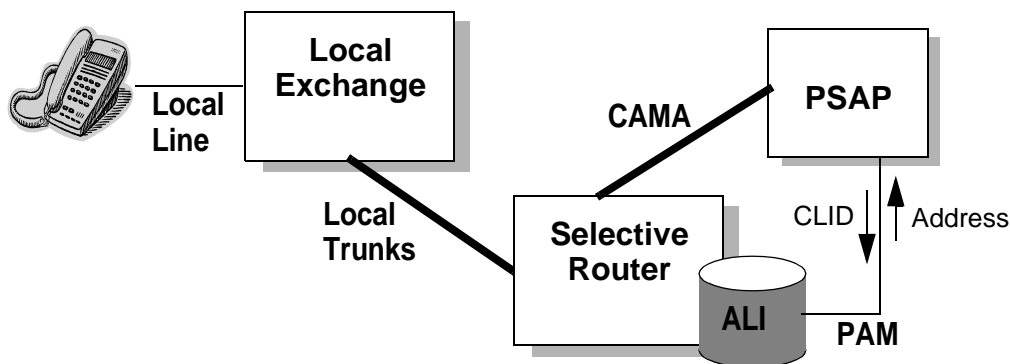 Local
Exchange
PSAP
Local
Line
CAMA
Local
Trunks
CLID
Address
Selective
Router
ALI
PAM